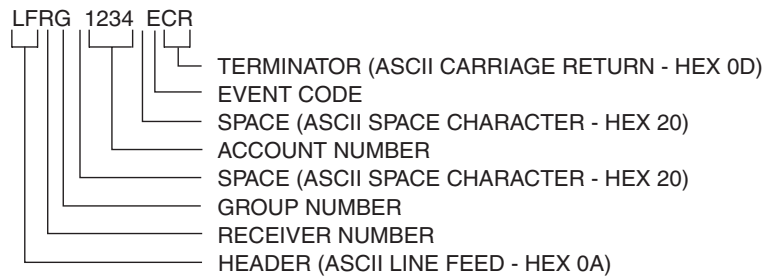 LFRG 1234 ECR
TERMINATOR (ASCII CARRIAGE RETURN - HEX 0D)
EVENT CODE
SPACE (ASCII SPACE CHARACTER - HEX 20)
ACCOUNT NUMBER
SPACE (ASCII SPACE CHARACTER - HEX 20)
GROUP NUMBER
RECEIVER NUMBER
HEADER (ASCII LINE FEED - HEX 0A)